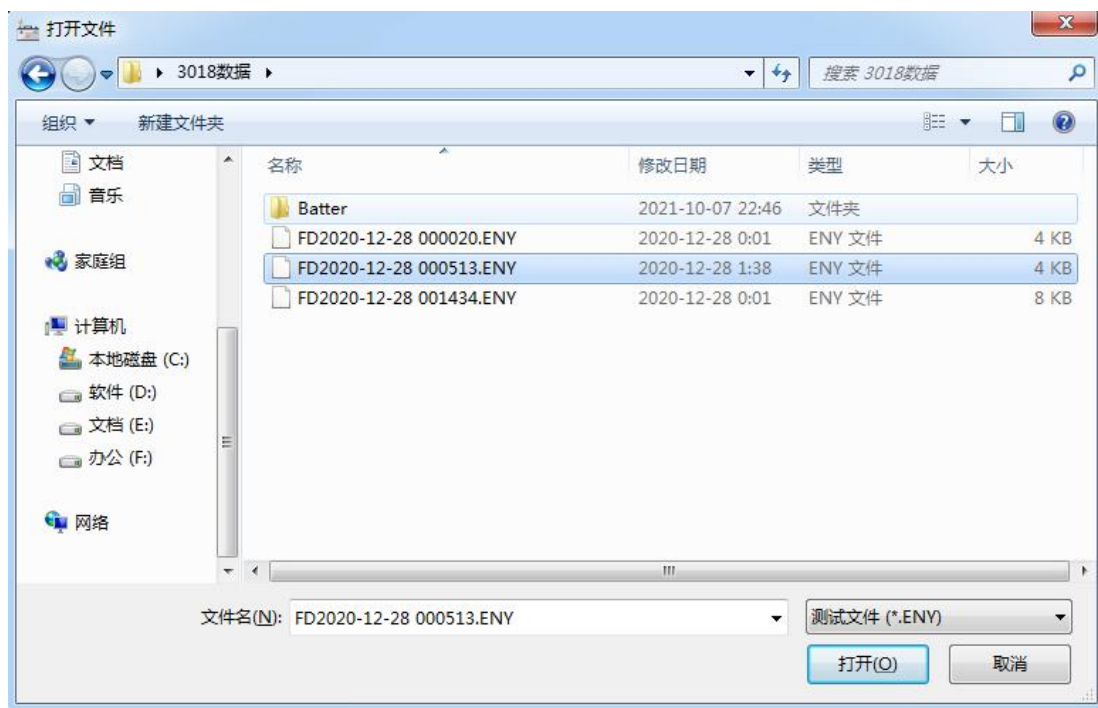 打开文件
3018数据
搜索 3018数据
组织 新建文件夹
文档
音乐
家庭组
计算机
本地磁盘 (C:)
软件 (D:)
文档 (E:)
办公 (F:)
网络
名称 修改日期 类型 大小
Batter 2021-10-07 22:46 文件夹
FD2020-12-28 000020.ENY 2020-12-28 0:01 ENY 文件 4 KB
FD2020-12-28 000513.ENY 2020-12-28 1:38 ENY 文件 4 KB
FD2020-12-28 001434.ENY 2020-12-28 0:01 ENY 文件 8 KB
文件名(N): FD2020-12-28 000513.ENY 测试文件 (*.ENY)
打开(O) 取消